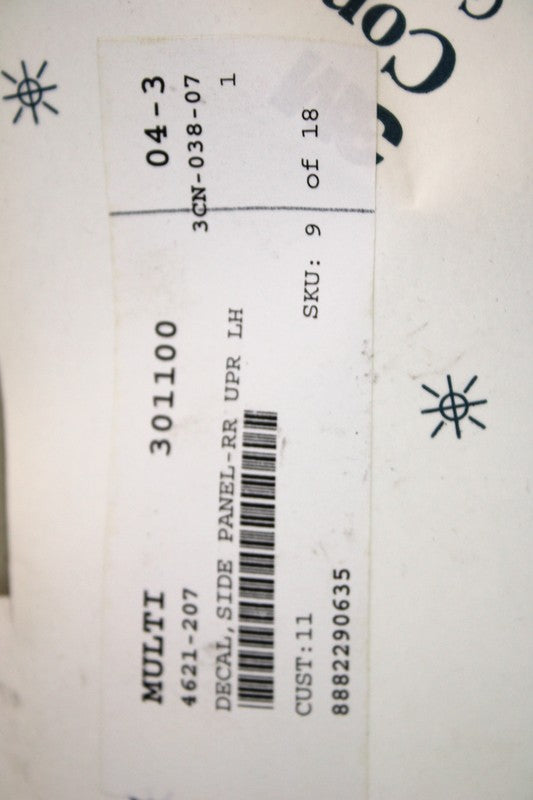 MULTI 301100 04-3
4621-207 3CN-038-07
DECAL,SIDE PANEL-RR UPR LH 1
CUST:11 SKU: 9 of 18
8882290635